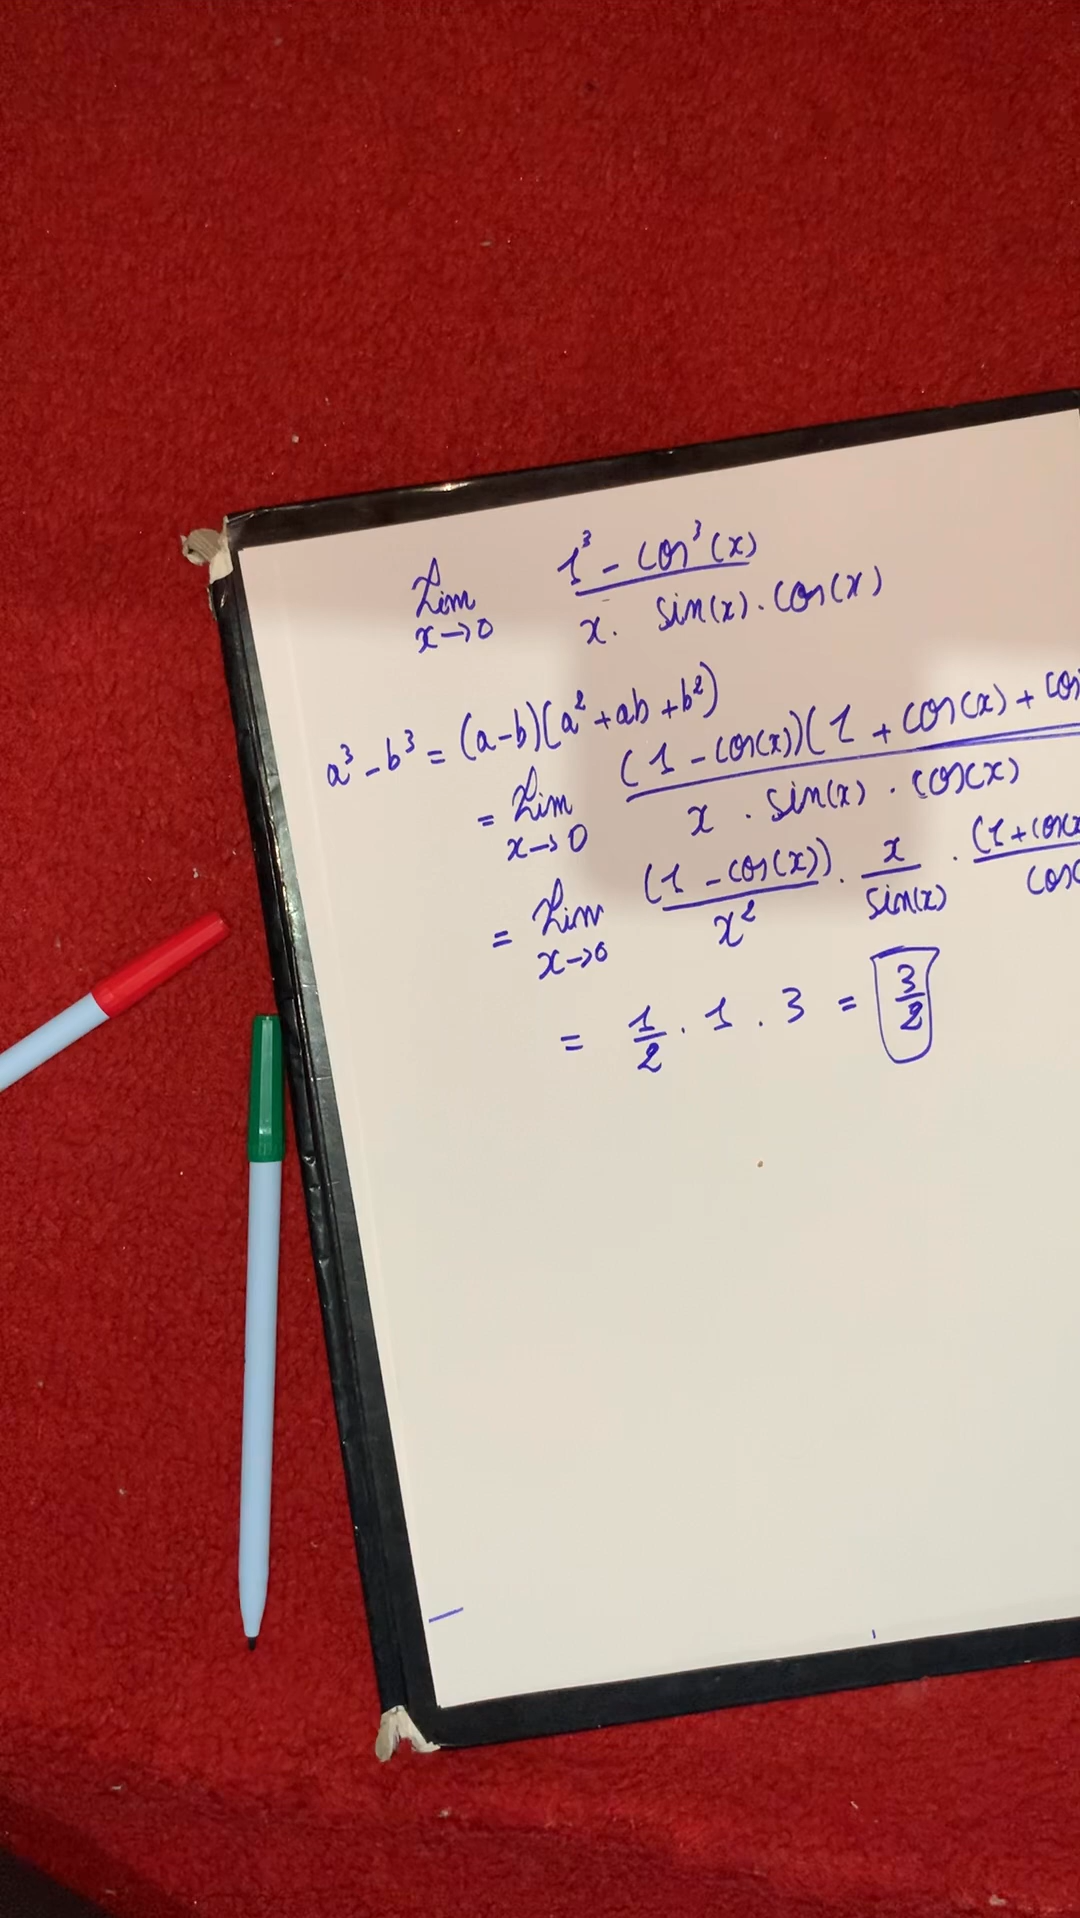 Lim x→0 (1³ - cos³(x)) / (x. sin(x). cos(x))
a³ - b³ = (a-b)(a² + ab + b²)
= Lim x→0 (1 - cos(x))(1 + cos(x) + cos / (x . sin(x) . cos(x))
= Lim x→0 (1 - cos(x)) / x² . x / sin(x) . (1 + cos(x / cos(
= 1/2 . 1 . 3 = 3/2